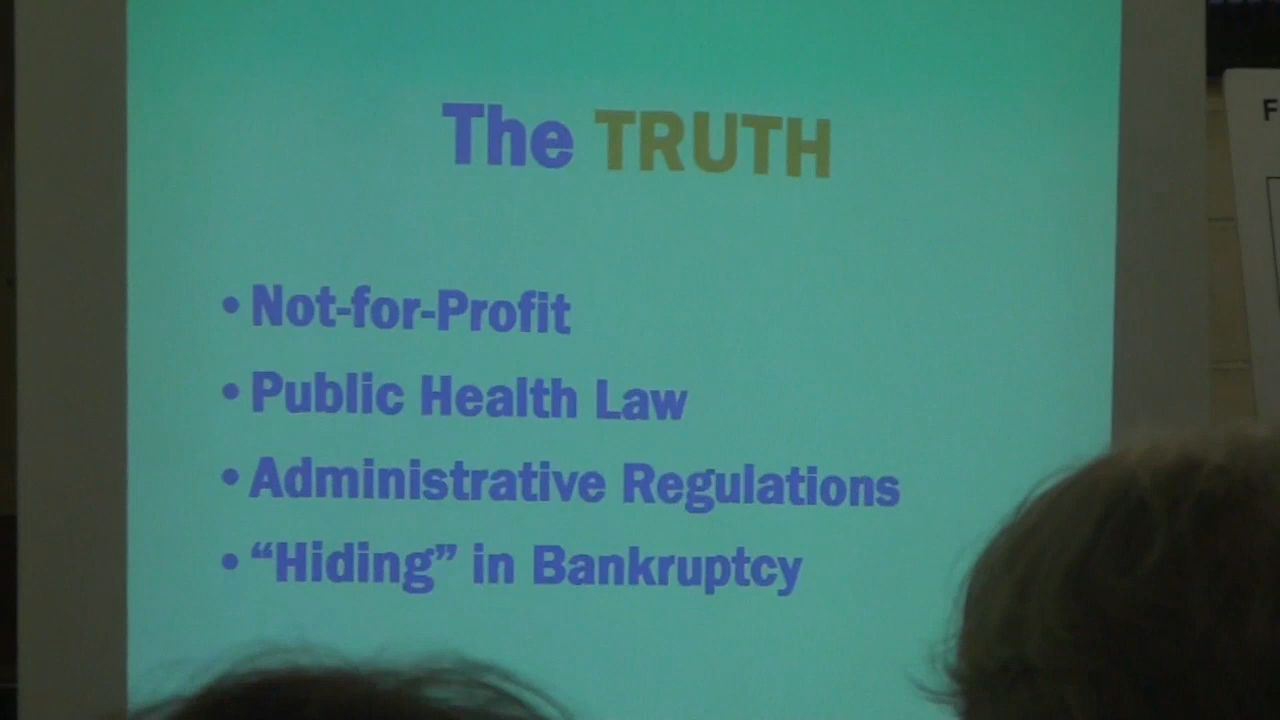 The TRUTH
• Not-for-Profit
• Public Health Law
• Administrative Regulations
• “Hiding” in Bankruptcy
F